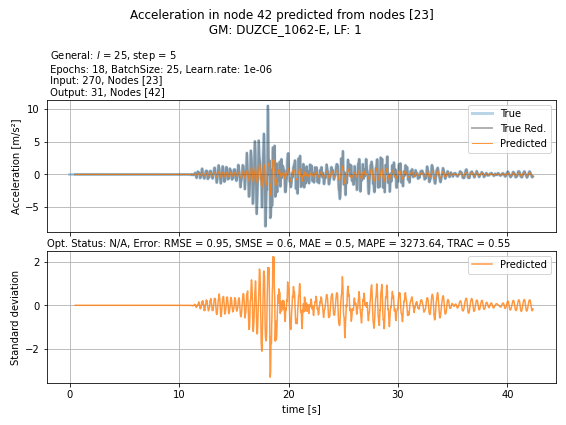 Acceleration in node 42 predicted from nodes [23]
GM: DUZCE_1062-E, LF: 1
General: l = 25, step = 5
Epochs: 18, BatchSize: 25, Learn.rate: 1e-06
Input: 270, Nodes [23]
Output: 31, Nodes [42]
Acceleration [m/s²]
10
5
0
−5
True
True Red.
Predicted
Opt. Status: N/A, Error: RMSE = 0.95, SMSE = 0.6, MAE = 0.5, MAPE = 3273.64, TRAC = 0.55
Standard deviation
2
0
−2
Predicted
0 10 20 30 40
time [s]